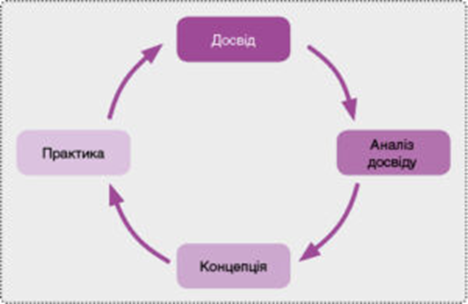 Досвід
Аналіз
досвіду
Концепція
Практика